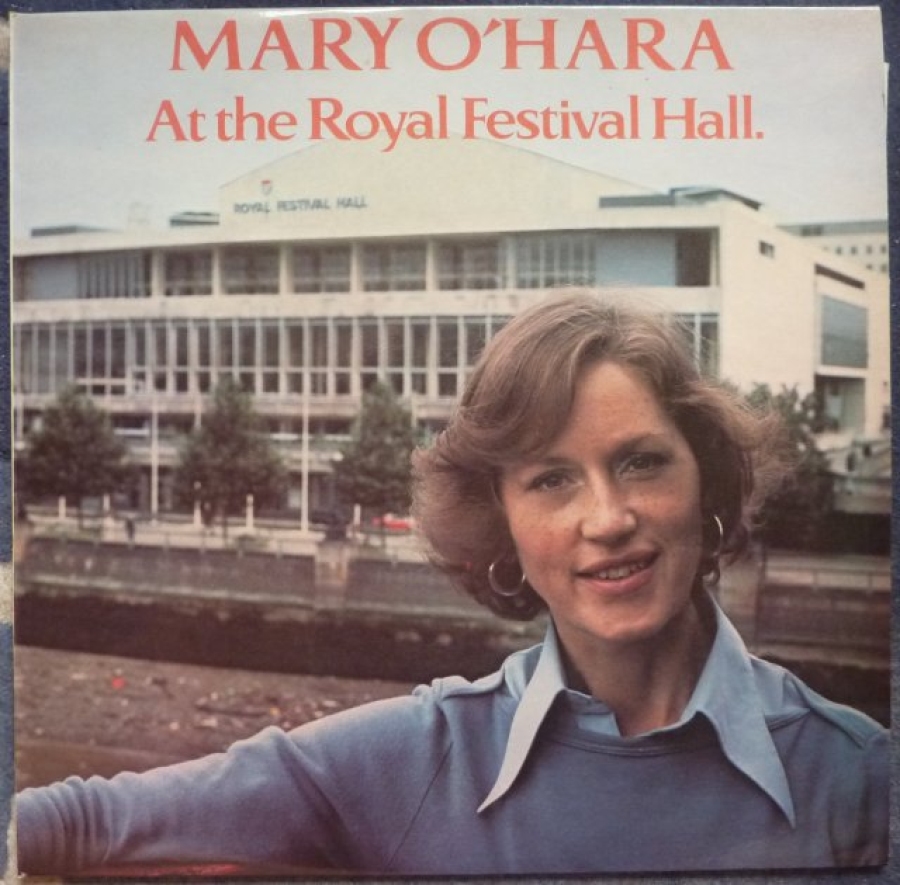 MARY O'HARA
At the Royal Festival Hall.
ROYAL FESTIVAL HALL